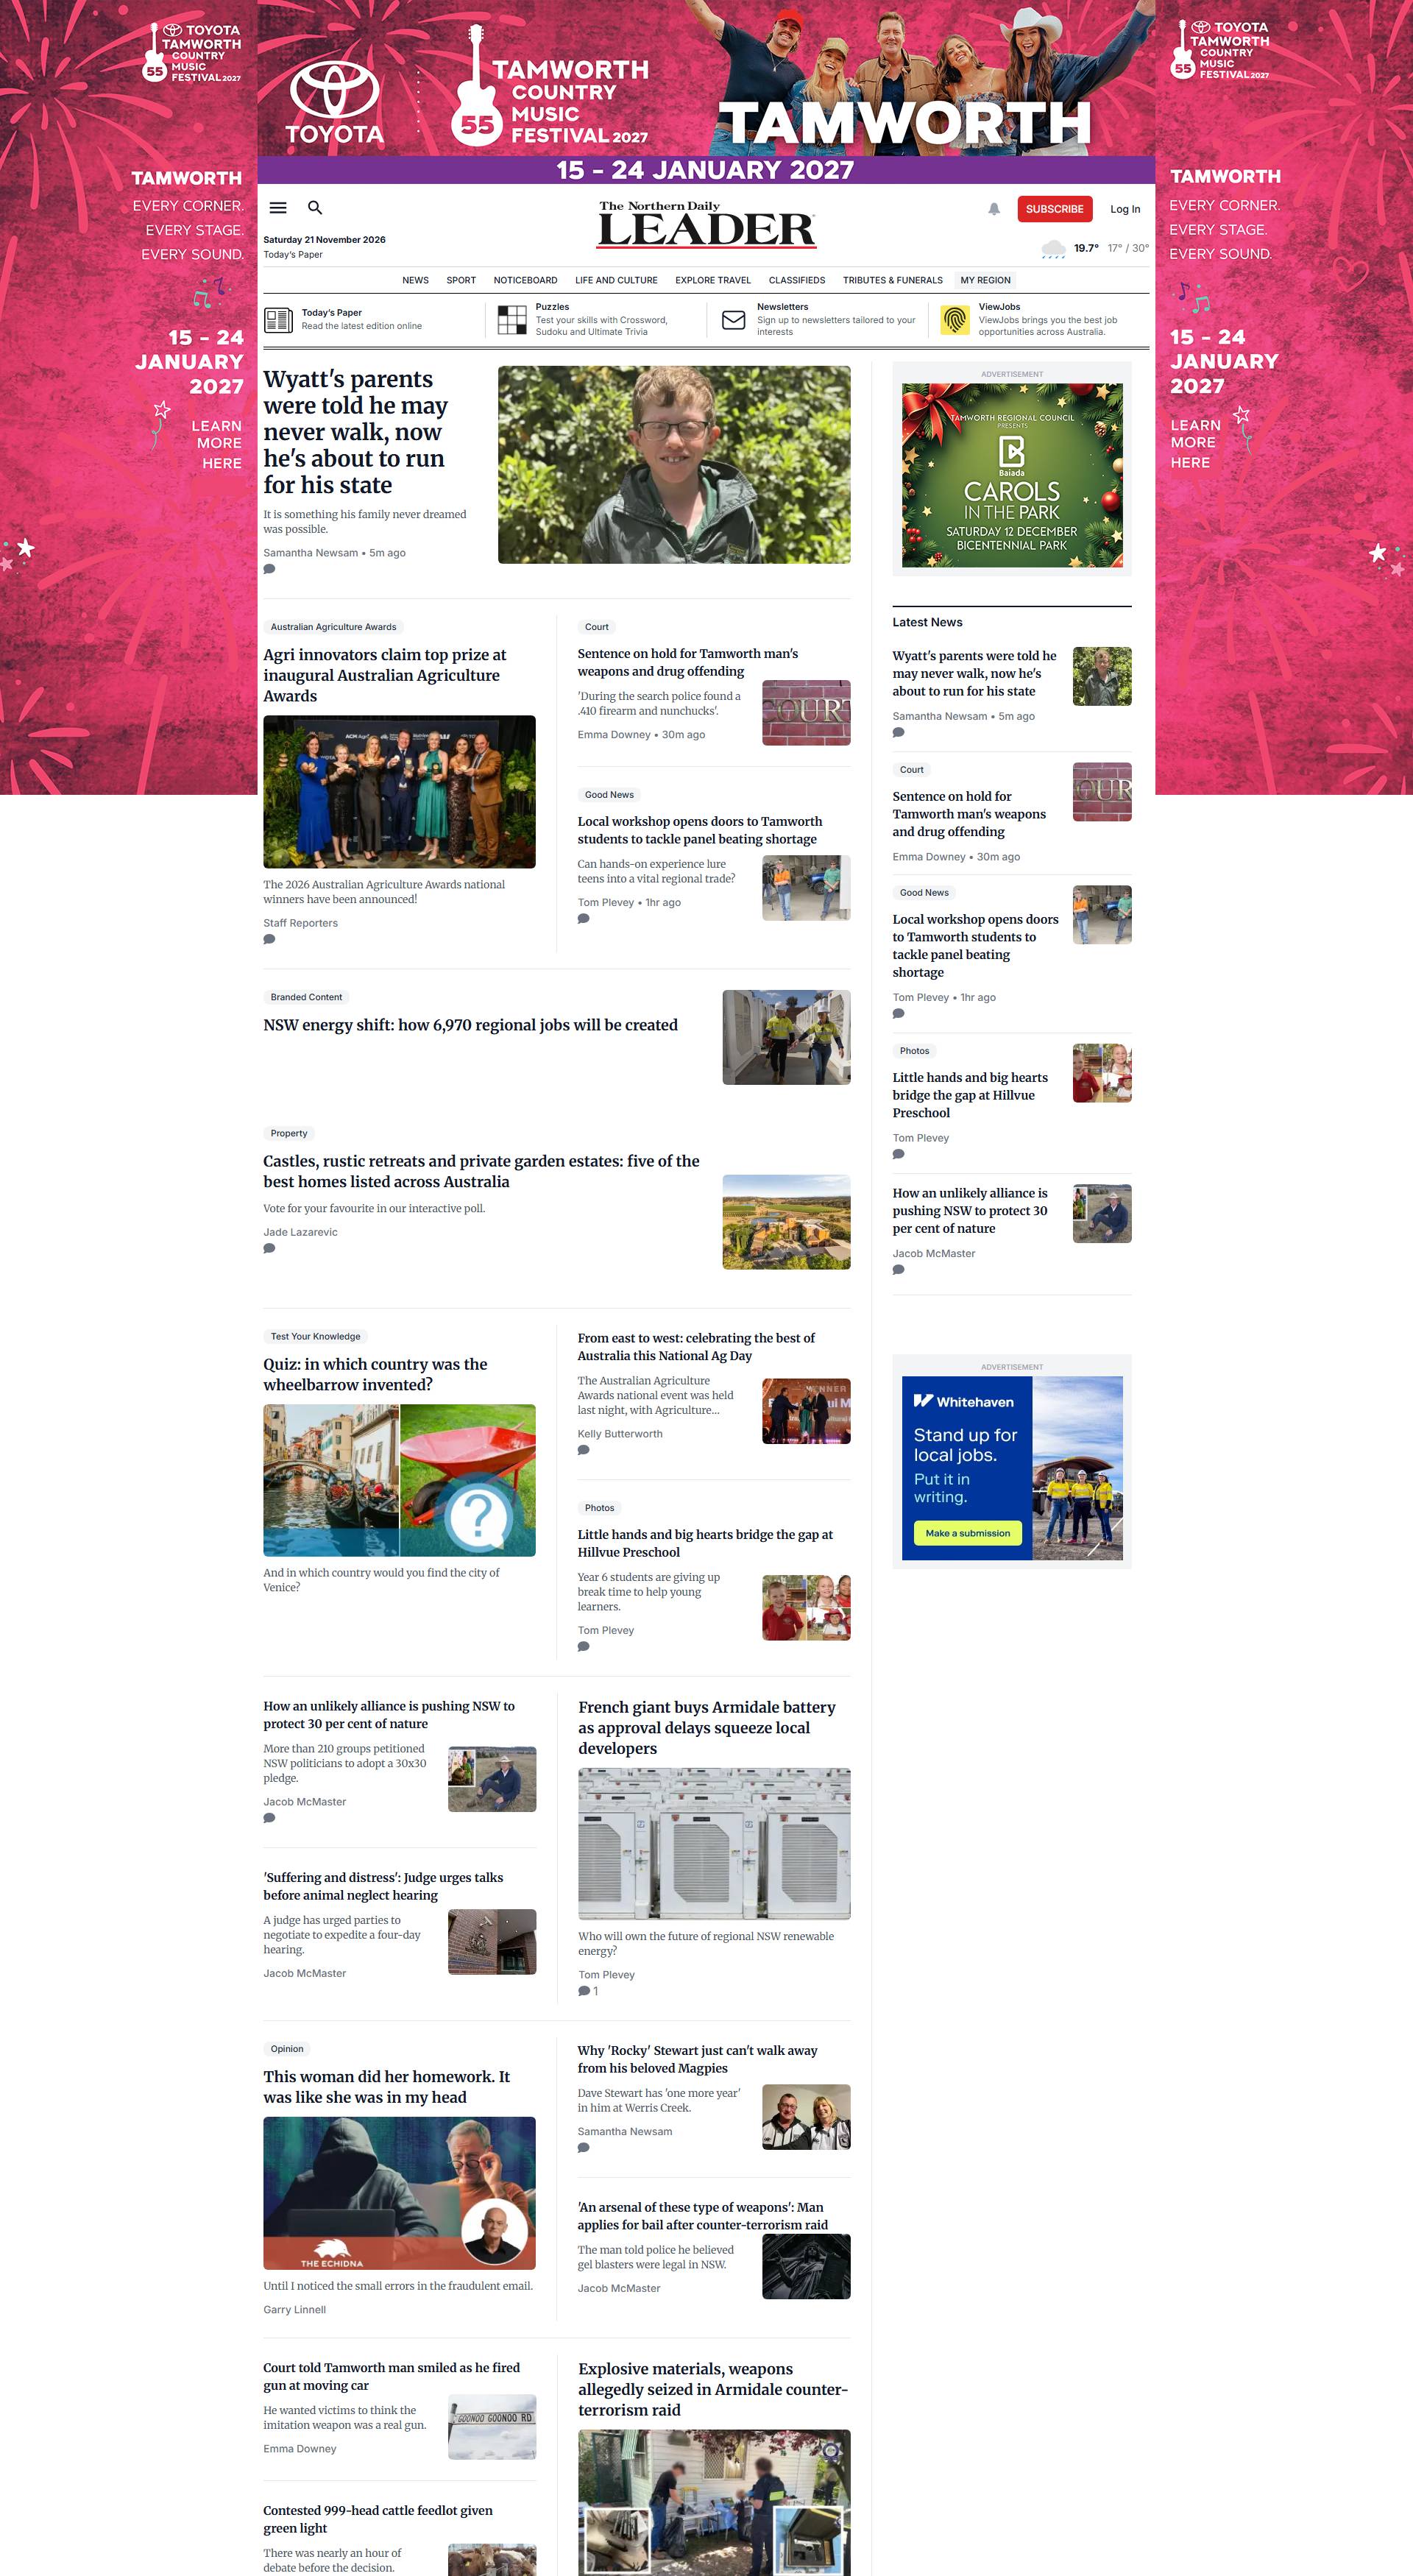 TOYOTA
TAMWORTH
COUNTRY
MUSIC
FESTIVAL 2027
55
TAMWORTH
EVERY CORNER.
EVERY STAGE.
EVERY SOUND.
15 - 24
JANUARY
2027
LEARN
MORE
HERE
TOYOTA
55
TAMWORTH
COUNTRY
MUSIC
FESTIVAL 2027
TAMWORTH
15 - 24 JANUARY 2027
TOYOTA
TAMWORTH
COUNTRY
MUSIC
FESTIVAL 2027
55
TAMWORTH
EVERY CORNER.
EVERY STAGE.
EVERY SOUND.
15 - 24
JANUARY
2027
LEARN
MORE
HERE
The Northern Daily
LEADER
SUBSCRIBE
Log In
Saturday 21 November 2026
Today's Paper
19.7° 17° / 30°
NEWS SPORT NOTICEBOARD LIFE AND CULTURE EXPLORE TRAVEL CLASSIFIEDS TRIBUTES & FUNERALS MY REGION
Today's Paper
Read the latest edition online
Puzzles
Test your skills with Crossword,
Sudoku and Ultimate Trivia
Newsletters
Sign up to newsletters tailored to your
interests
ViewJobs
ViewJobs brings you the best job
opportunities across Australia.
Wyatt's parents
were told he may
never walk, now
he's about to run
for his state
It is something his family never dreamed
was possible.
Samantha Newsam • 5m ago
Australian Agriculture Awards
Agri innovators claim top prize at
inaugural Australian Agriculture
Awards
The 2026 Australian Agriculture Awards national
winners have been announced!
Staff Reporters
Court
Sentence on hold for Tamworth man's
weapons and drug offending
'During the search police found a
.410 firearm and nunchucks'.
Emma Downey • 30m ago
COURT
Good News
Local workshop opens doors to Tamworth
students to tackle panel beating shortage
Can hands-on experience lure
teens into a vital regional trade?
Tom Plevey • 1hr ago
Branded Content
NSW energy shift: how 6,970 regional jobs will be created
Property
Castles, rustic retreats and private garden estates: five of the
best homes listed across Australia
Vote for your favourite in our interactive poll.
Jade Lazarevic
Test Your Knowledge
Quiz: in which country was the
wheelbarrow invented?
?
And in which country would you find the city of
Venice?
From east to west: celebrating the best of
Australia this National Ag Day
The Australian Agriculture
Awards national event was held
last night, with Agriculture...
Kelly Butterworth
Photos
Little hands and big hearts bridge the gap at
Hillvue Preschool
Year 6 students are giving up
break time to help young
learners.
Tom Plevey
How an unlikely alliance is pushing NSW to
protect 30 per cent of nature
More than 210 groups petitioned
NSW politicians to adopt a 30x30
pledge.
Jacob McMaster
'Suffering and distress': Judge urges talks
before animal neglect hearing
A judge has urged parties to
negotiate to expedite a four-day
hearing.
Jacob McMaster
French giant buys Armidale battery
as approval delays squeeze local
developers
Who will own the future of regional NSW renewable
energy?
Tom Plevey
1
Opinion
This woman did her homework. It
was like she was in my head
THE ECHIDNA
Until I noticed the small errors in the fraudulent email.
Garry Linnell
Why 'Rocky' Stewart just can't walk away
from his beloved Magpies
Dave Stewart has 'one more year'
in him at Werris Creek.
Samantha Newsam
'An arsenal of these type of weapons': Man
applies for bail after counter-terrorism raid
The man told police he believed
gel blasters were legal in NSW.
Jacob McMaster
Court told Tamworth man smiled as he fired
gun at moving car
He wanted victims to think the
imitation weapon was a real gun.
Emma Downey
GOONOO GOONOO RD
Contested 999-head cattle feedlot given
green light
There was nearly an hour of
debate before the decision.
Explosive materials, weapons
allegedly seized in Armidale counter-
terrorism raid
ADVERTISEMENT
TAMWORTH REGIONAL COUNCIL
PRESENTS
Baiada
CAROLS
IN THE PARK
SATURDAY 12 DECEMBER
BICENTENNIAL PARK
Latest News
Wyatt's parents were told he
may never walk, now he's
about to run for his state
Samantha Newsam • 5m ago
Court
Sentence on hold for
Tamworth man's weapons
and drug offending
Emma Downey • 30m ago
Good News
Local workshop opens doors
to Tamworth students to
tackle panel beating
shortage
Tom Plevey • 1hr ago
Photos
Little hands and big hearts
bridge the gap at Hillvue
Preschool
Tom Plevey
How an unlikely alliance is
pushing NSW to protect 30
per cent of nature
Jacob McMaster
ADVERTISEMENT
Whitehaven
Stand up for
local jobs.
Put it in
writing.
Make a submission